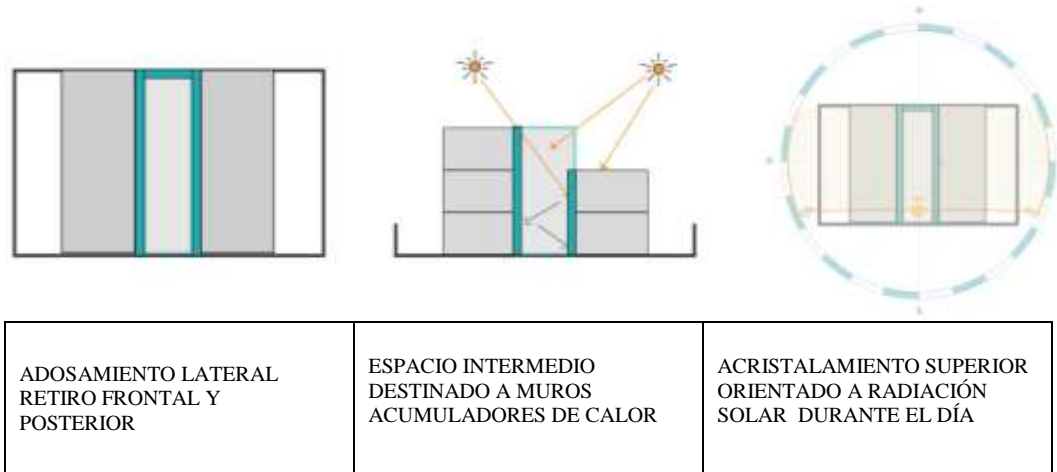 ADOSAMIENTO LATERAL
RETIRO FRONTAL Y
POSTERIOR
ESPACIO INTERMEDIO
DESTINADO A MUROS
ACUMULADORES DE CALOR
ACRISTALAMIENTO SUPERIOR
ORIENTADO A RADIACIÓN
SOLAR DURANTE EL DÍA